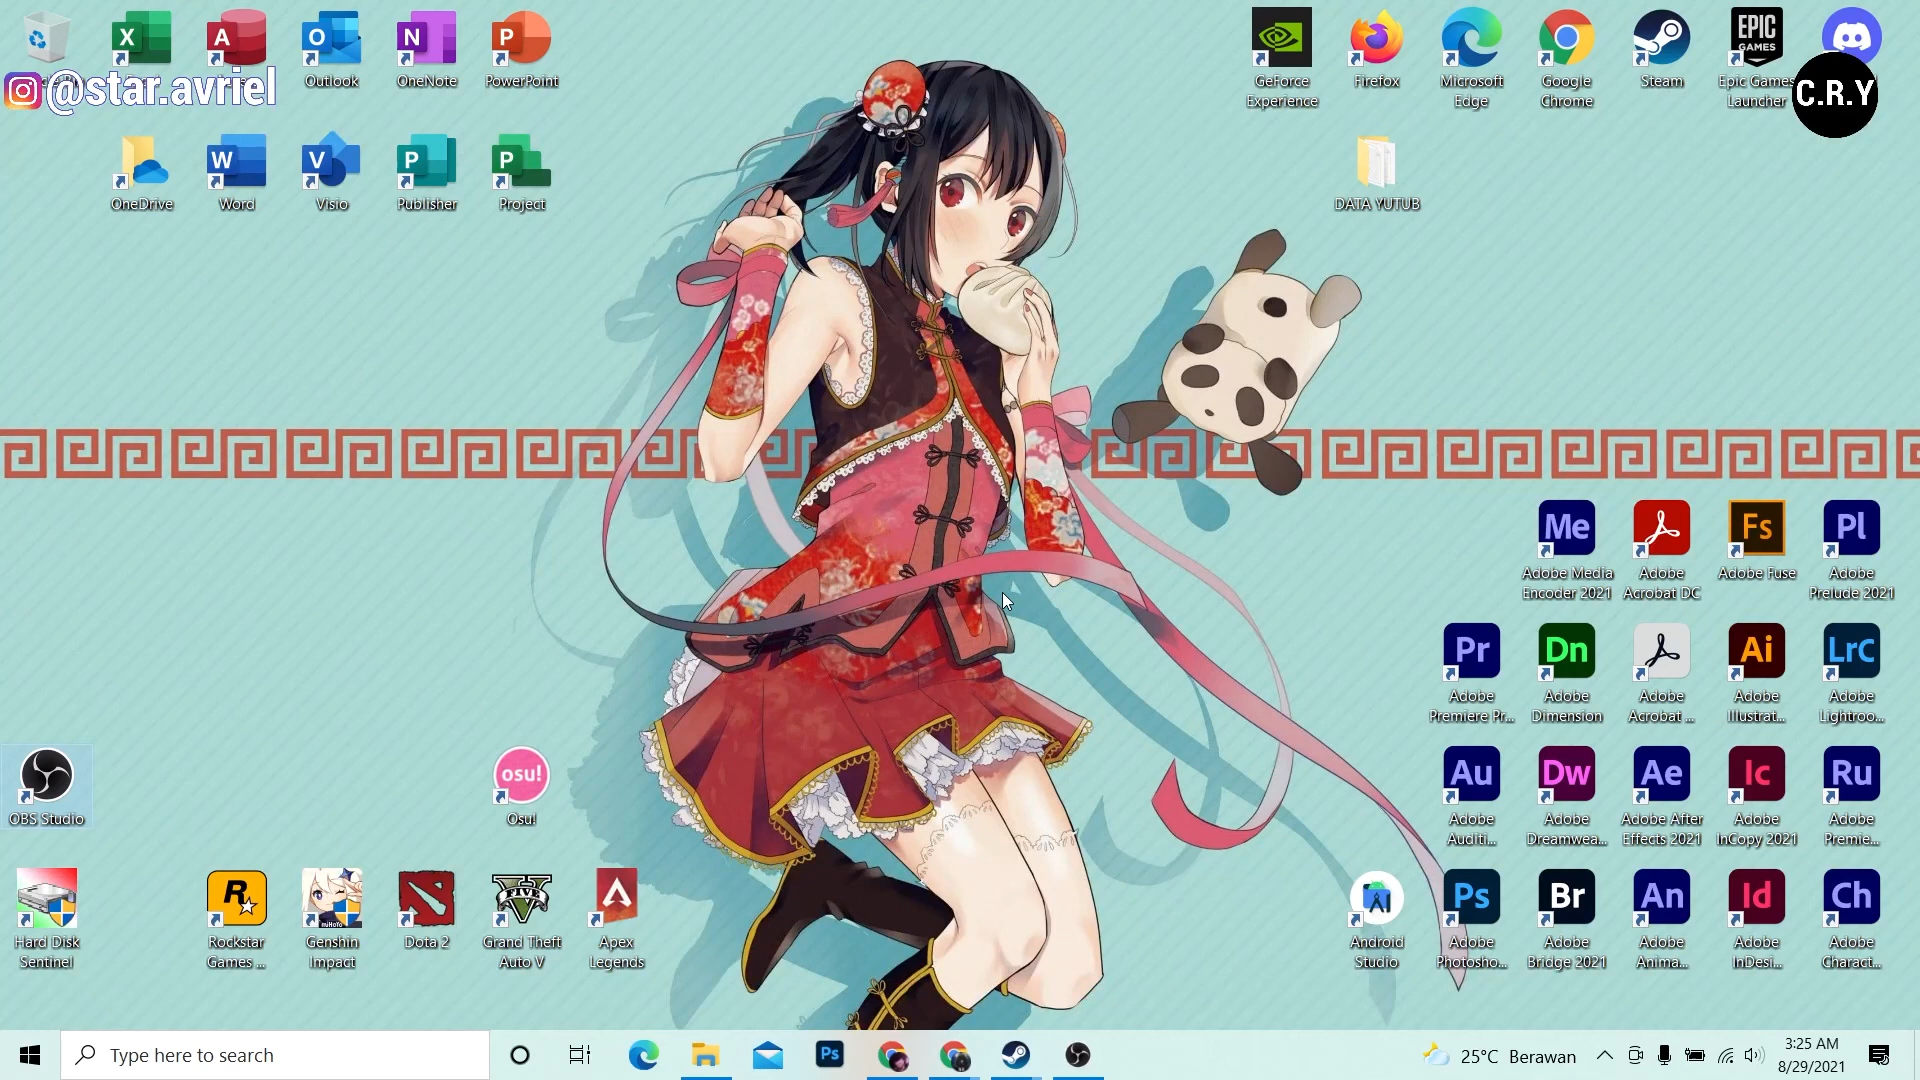 Outlook
OneNote
PowerPoint
@star.avriel
GeForce
Experience
Firefox
Microsoft
Edge
Google
Chrome
Steam
EPIC
GAMES
Epic Games
Launcher
C.R.Y
OneDrive
Word
Visio
Publisher
Project
DATA YUTUB
Me
Adobe Media
Encoder 2021
Adobe
Acrobat DC
Fs
Adobe Fuse
Pl
Adobe
Prelude 2021
Pr
Adobe
Premiere Pr...
Dn
Adobe
Dimension
Adobe
Acrobat ...
Ai
Adobe
Illustrat...
LrC
Adobe
Lightroo...
OBS Studio
osu!
Osu!
Au
Adobe
Auditi...
Dw
Adobe
Dreamwea...
Ae
Adobe After
Effects 2021
Ic
Adobe
InCopy 2021
Ru
Adobe
Premie...
Hard Disk
Sentinel
Rockstar
Games ...
Genshin
Impact
Dota 2
FIVE
Grand Theft
Auto V
Apex
Legends
Android
Studio
Ps
Adobe
Photosho...
Br
Adobe
Bridge 2021
An
Adobe
Anima...
Id
Adobe
InDesi...
Ch
Adobe
Charact...
Type here to search
Ps
25°C Berawan
3:25 AM
8/29/2021